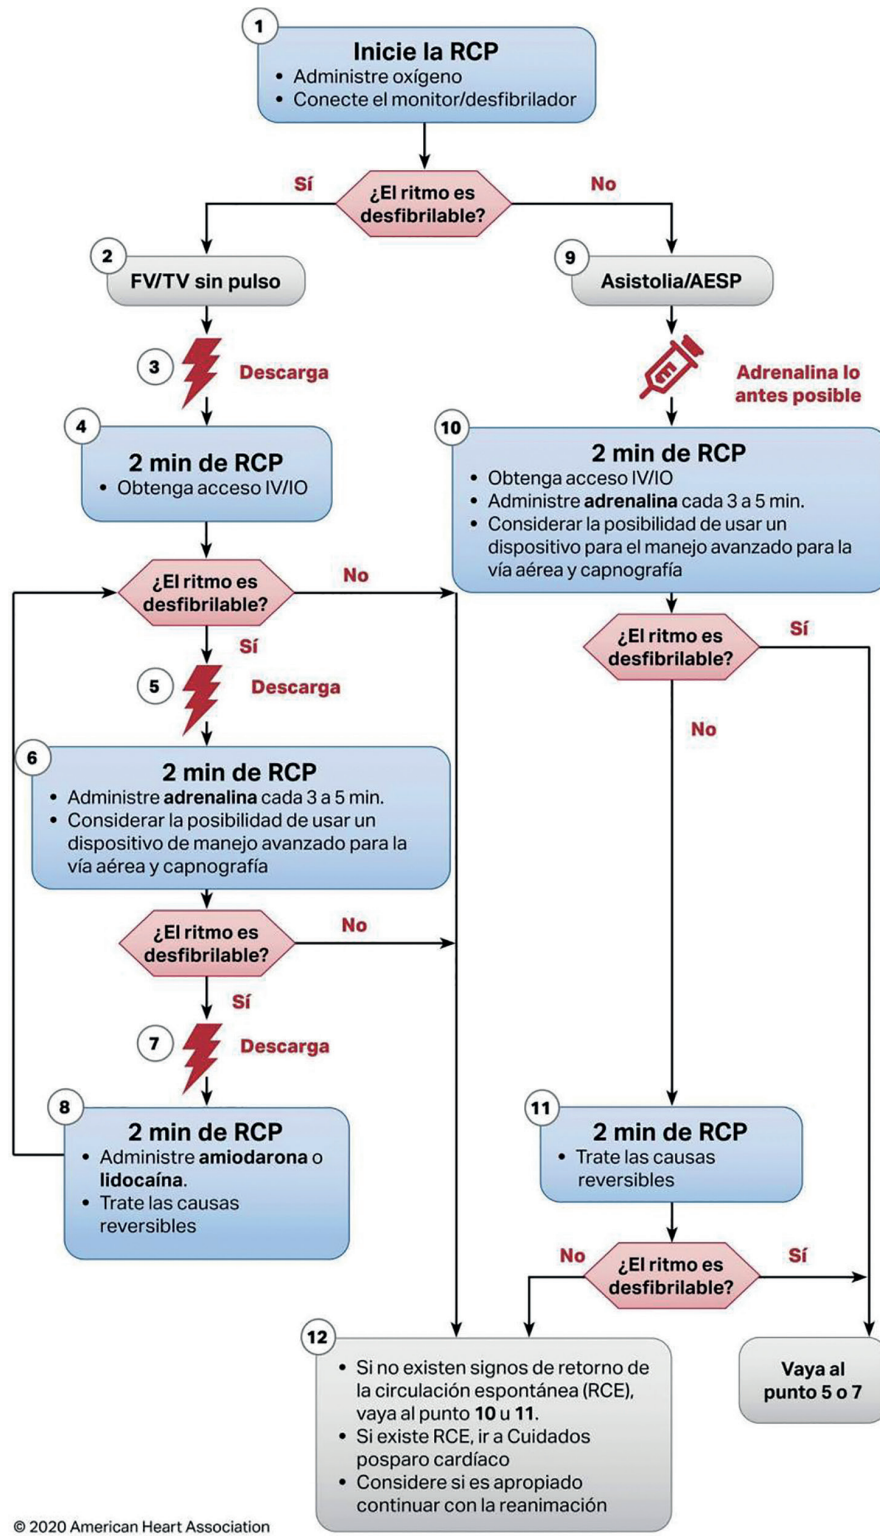 1
Inicie la RCP
• Administre oxígeno
• Conecte el monitor/desfibrilador
¿El ritmo es
desfibrilable?
Sí
No
2
FV/TV sin pulso
3
Descarga
4
2 min de RCP
• Obtenga acceso IV/IO
¿El ritmo es
desfibrilable?
No
Sí
5
Descarga
6
2 min de RCP
• Administre adrenalina cada 3 a 5 min.
• Considerar la posibilidad de usar un
dispositivo de manejo avanzado para la
vía aérea y capnografía
¿El ritmo es
desfibrilable?
No
Sí
7
Descarga
8
2 min de RCP
• Administre amiodarona o
lidocaína.
• Trate las causas
reversibles
9
Asistolia/AESP
Adrenalina lo
antes posible
10
2 min de RCP
• Obtenga acceso IV/IO
• Administre adrenalina cada 3 a 5 min.
• Considerar la posibilidad de usar un
dispositivo para el manejo avanzado para la
vía aérea y capnografía
¿El ritmo es
desfibrilable?
Sí
No
11
2 min de RCP
• Trate las causas
reversibles
¿El ritmo es
desfibrilable?
No
Sí
12
• Si no existen signos de retorno de
la circulación espontánea (RCE),
vaya al punto 10 u 11.
• Si existe RCE, ir a Cuidados
posparo cardíaco
• Considere si es apropiado
continuar con la reanimación
Vaya al
punto 5 o 7
© 2020 American Heart Association